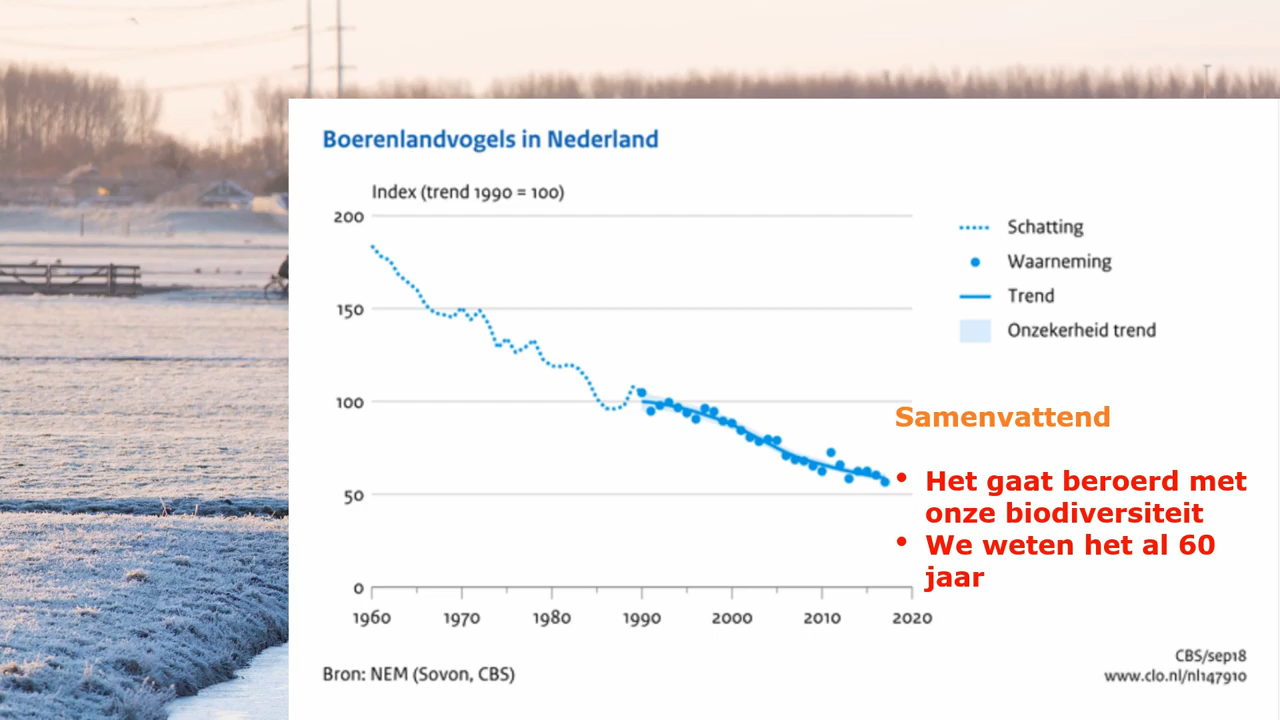 Boerenlandvogels in Nederland
Index (trend 1990 = 100)
200
150
100
50
0
1960 1970 1980 1990 2000 2010 2020
Schatting
Waarneming
Trend
Onzekerheid trend
Samenvattend
• Het gaat beroerd met
onze biodiversiteit
• We weten het al 60
jaar
Bron: NEM (Sovon, CBS)
CBS/sep18
www.clo.nl/nl147910